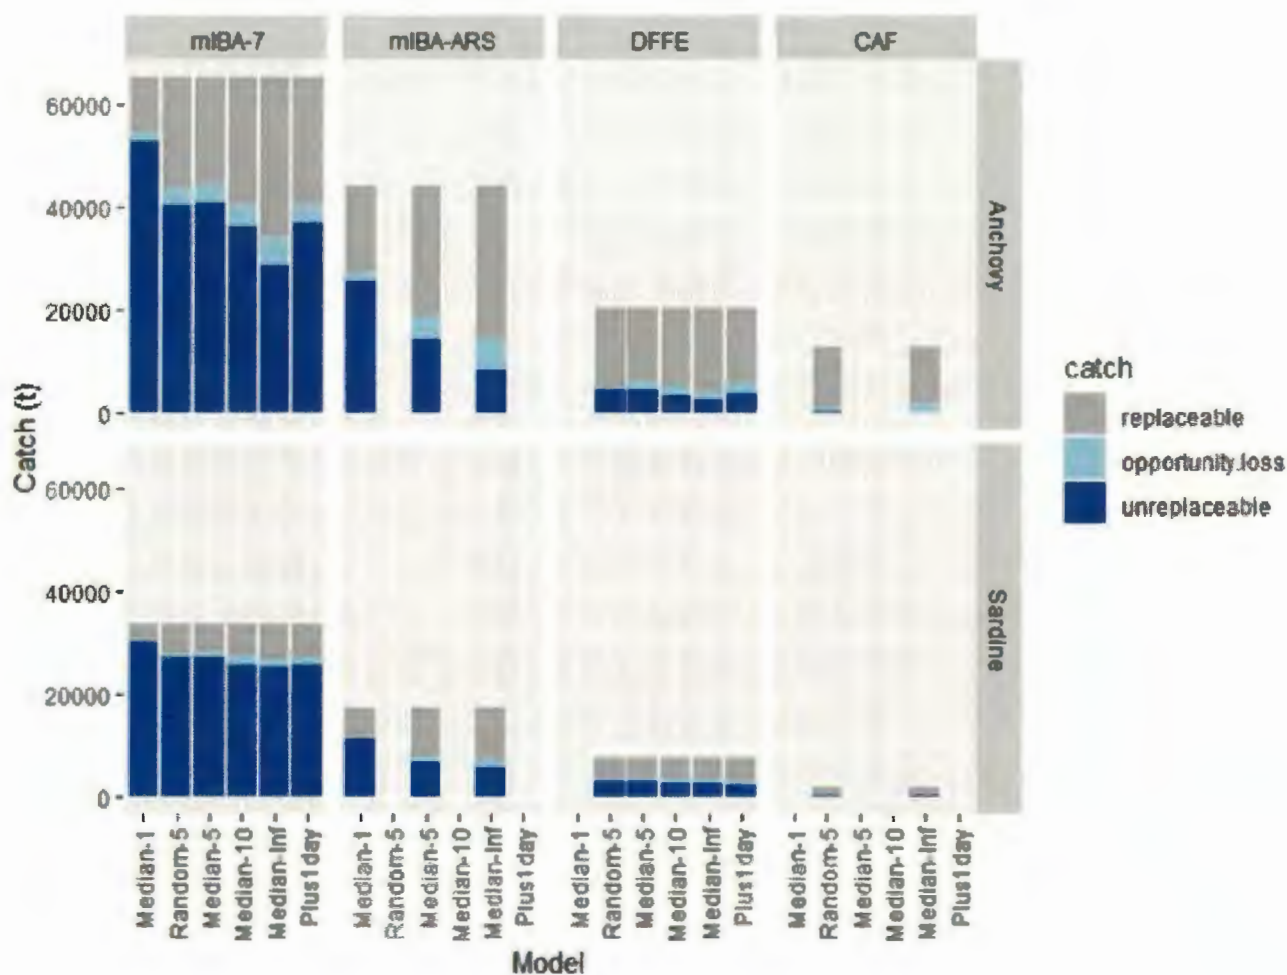 mIBA-7 mIBA-ARS DFFE CAF
Anchovy
60000
40000
20000
0
Catch (t)
Sardine
60000
40000
20000
0
Median-1 Random-5 Median-5 Median-10 Median-Inf Plus1day Median-1 Random-5 Median-5 Median-10 Median-Inf Plus1day Median-1 Random-5 Median-5 Median-10 Median-Inf Plus1day Median-1 Random-5 Median-5 Median-10 Median-Inf Plus1day
Model
catch
replaceable
opportunity.loss
unreplaceable